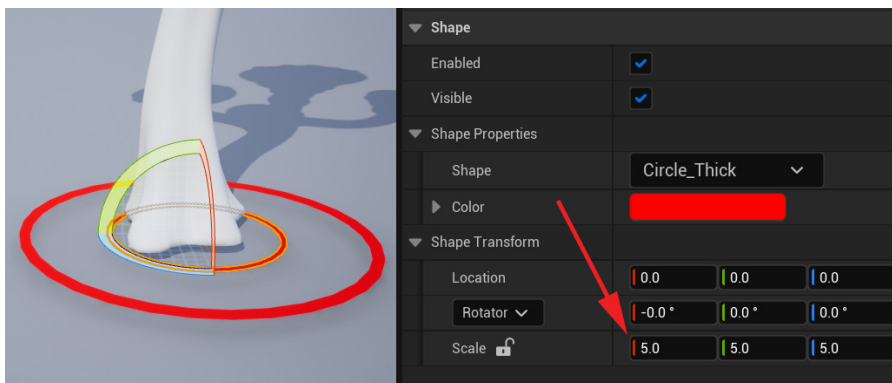 Shape
Enabled
Visible
Shape Properties
Shape Circle_Thick
Color
Shape Transform
Location 0.0 0.0 0.0
Rotator -0.0 ° 0.0 ° 0.0 °
Scale 5.0 5.0 5.0